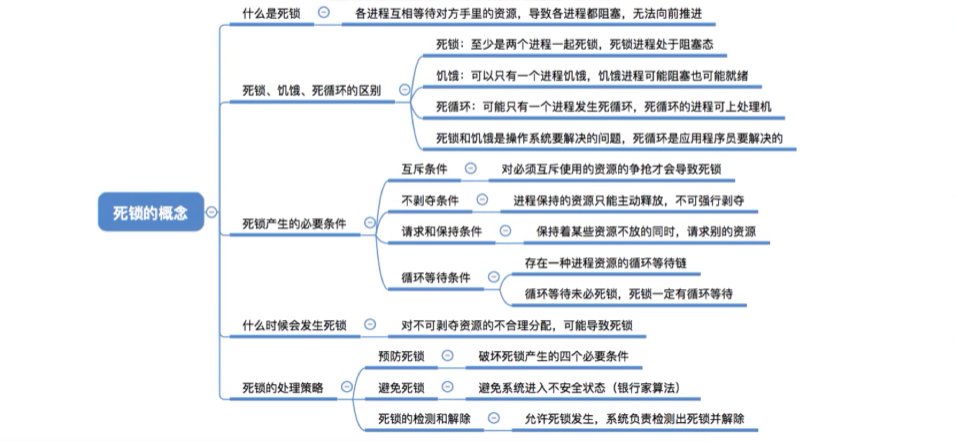 什么是死锁
各进程互相等待对方手里的资源，导致各进程都阻塞，无法向前推进
死锁、饥饿、死循环的区别
死锁：至少是两个进程一起死锁，死锁进程处于阻塞态
饥饿：可以只有一个进程饥饿，饥饿进程可能阻塞也可能就绪
死循环：可能只有一个进程发生死循环，死循环的进程可上处理机
死锁和饥饿是操作系统要解决的问题，死循环是应用程序员要解决的
死锁的概念
死锁产生的必要条件
互斥条件
对必须互斥使用的资源的争抢才会导致死锁
不剥夺条件
进程保持的资源只能主动释放，不可强行剥夺
请求和保持条件
保持着某些资源不放的同时，请求别的资源
循环等待条件
存在一种进程资源的循环等待链
循环等待未必死锁，死锁一定有循环等待
什么时候会发生死锁
对不可剥夺资源的不合理分配，可能导致死锁
死锁的处理策略
预防死锁
破坏死锁产生的四个必要条件
避免死锁
避免系统进入不安全状态（银行家算法）
死锁的检测和解除
允许死锁发生，系统负责检测出死锁并解除